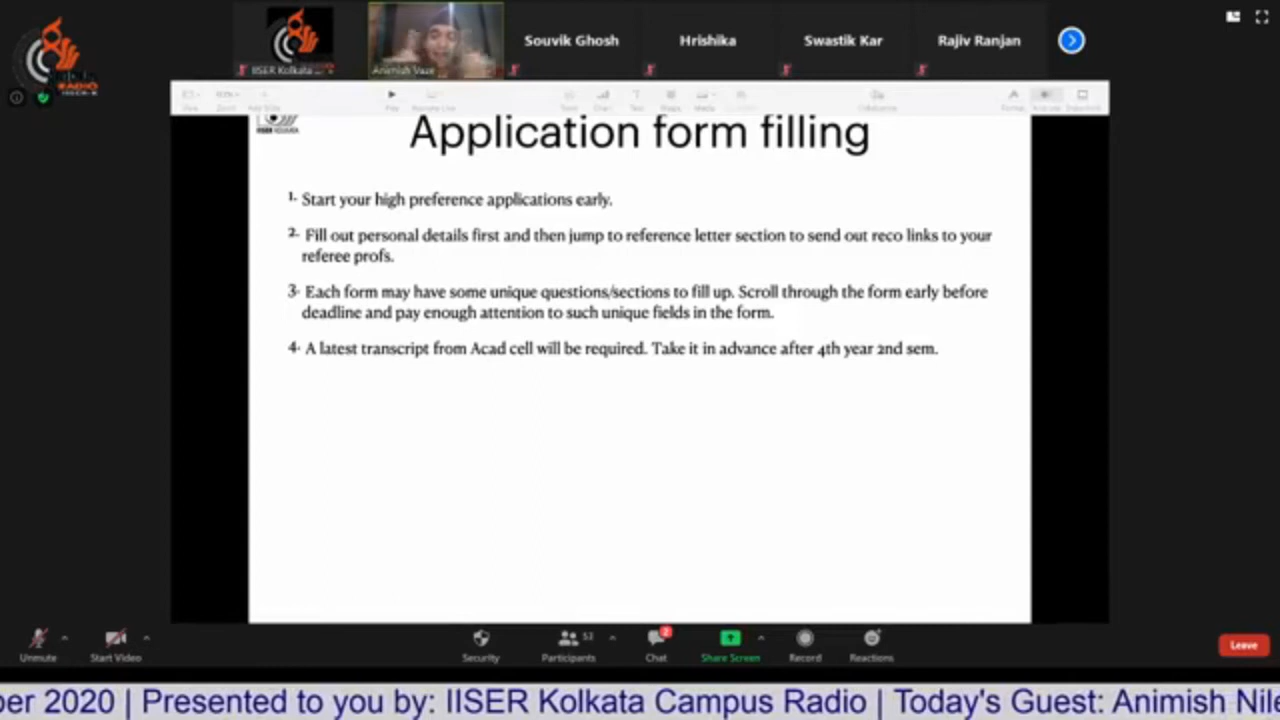 Souvik Ghosh
Hrishika
Swastik Kar
Rajiv Ranjan
IISER Kolkata ...
Animish Vaze
RADIO
Application form filling
1. Start your high preference applications early.
2. Fill out personal details first and then jump to reference letter section to send out reco links to your
referee profs.
3. Each form may have some unique questions/sections to fill up. Scroll through the form early before
deadline and pay enough attention to such unique fields in the form.
4. A latest transcript from Acad cell will be required. Take it in advance after 4th year 2nd sem.
Unmute
Start Video
Security
Participants
Chat
2
Share Screen
Record
Reactions
Leave
ber 2020 | Presented to you by: IISER Kolkata Campus Radio | Today's Guest: Animish Nile